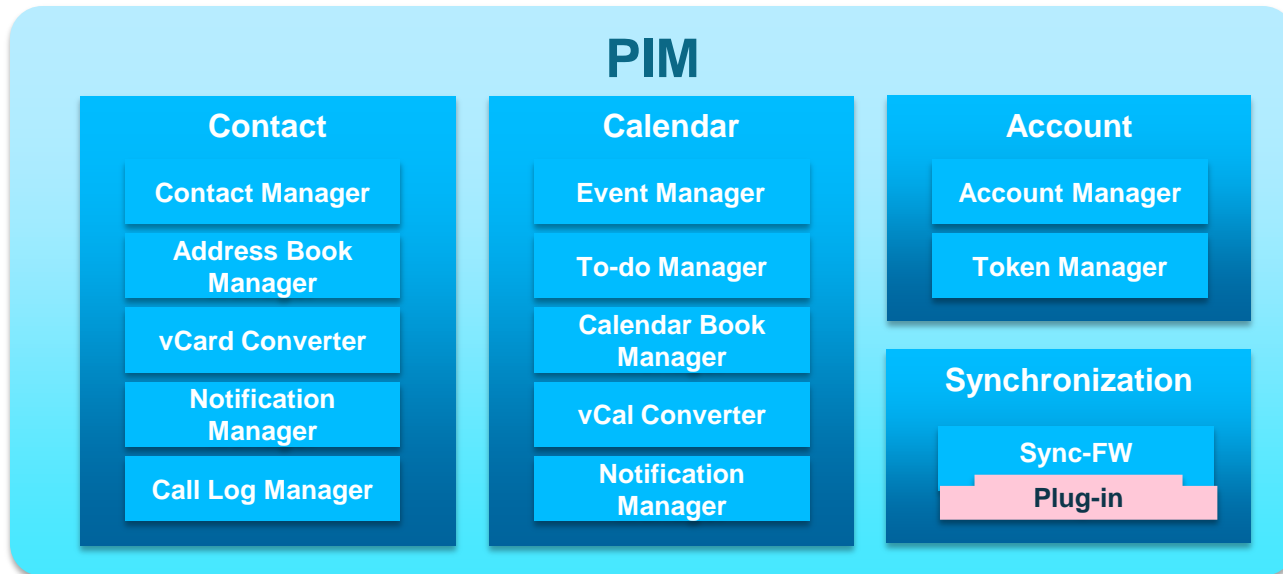 PIM
Contact
Contact Manager
Address Book
Manager
vCard Converter
Notification
Manager
Call Log Manager
Calendar
Event Manager
To-do Manager
Calendar Book
Manager
vCal Converter
Notification
Manager
Account
Account Manager
Token Manager
Synchronization
Sync-FW
Plug-in